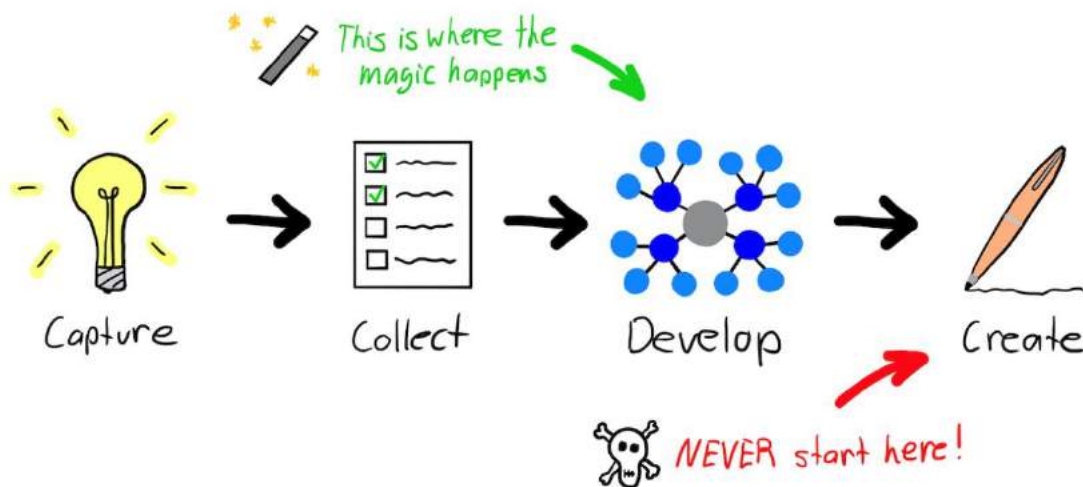 This is where the
magic happens
Capture
Collect
Develop
Create
NEVER start here!